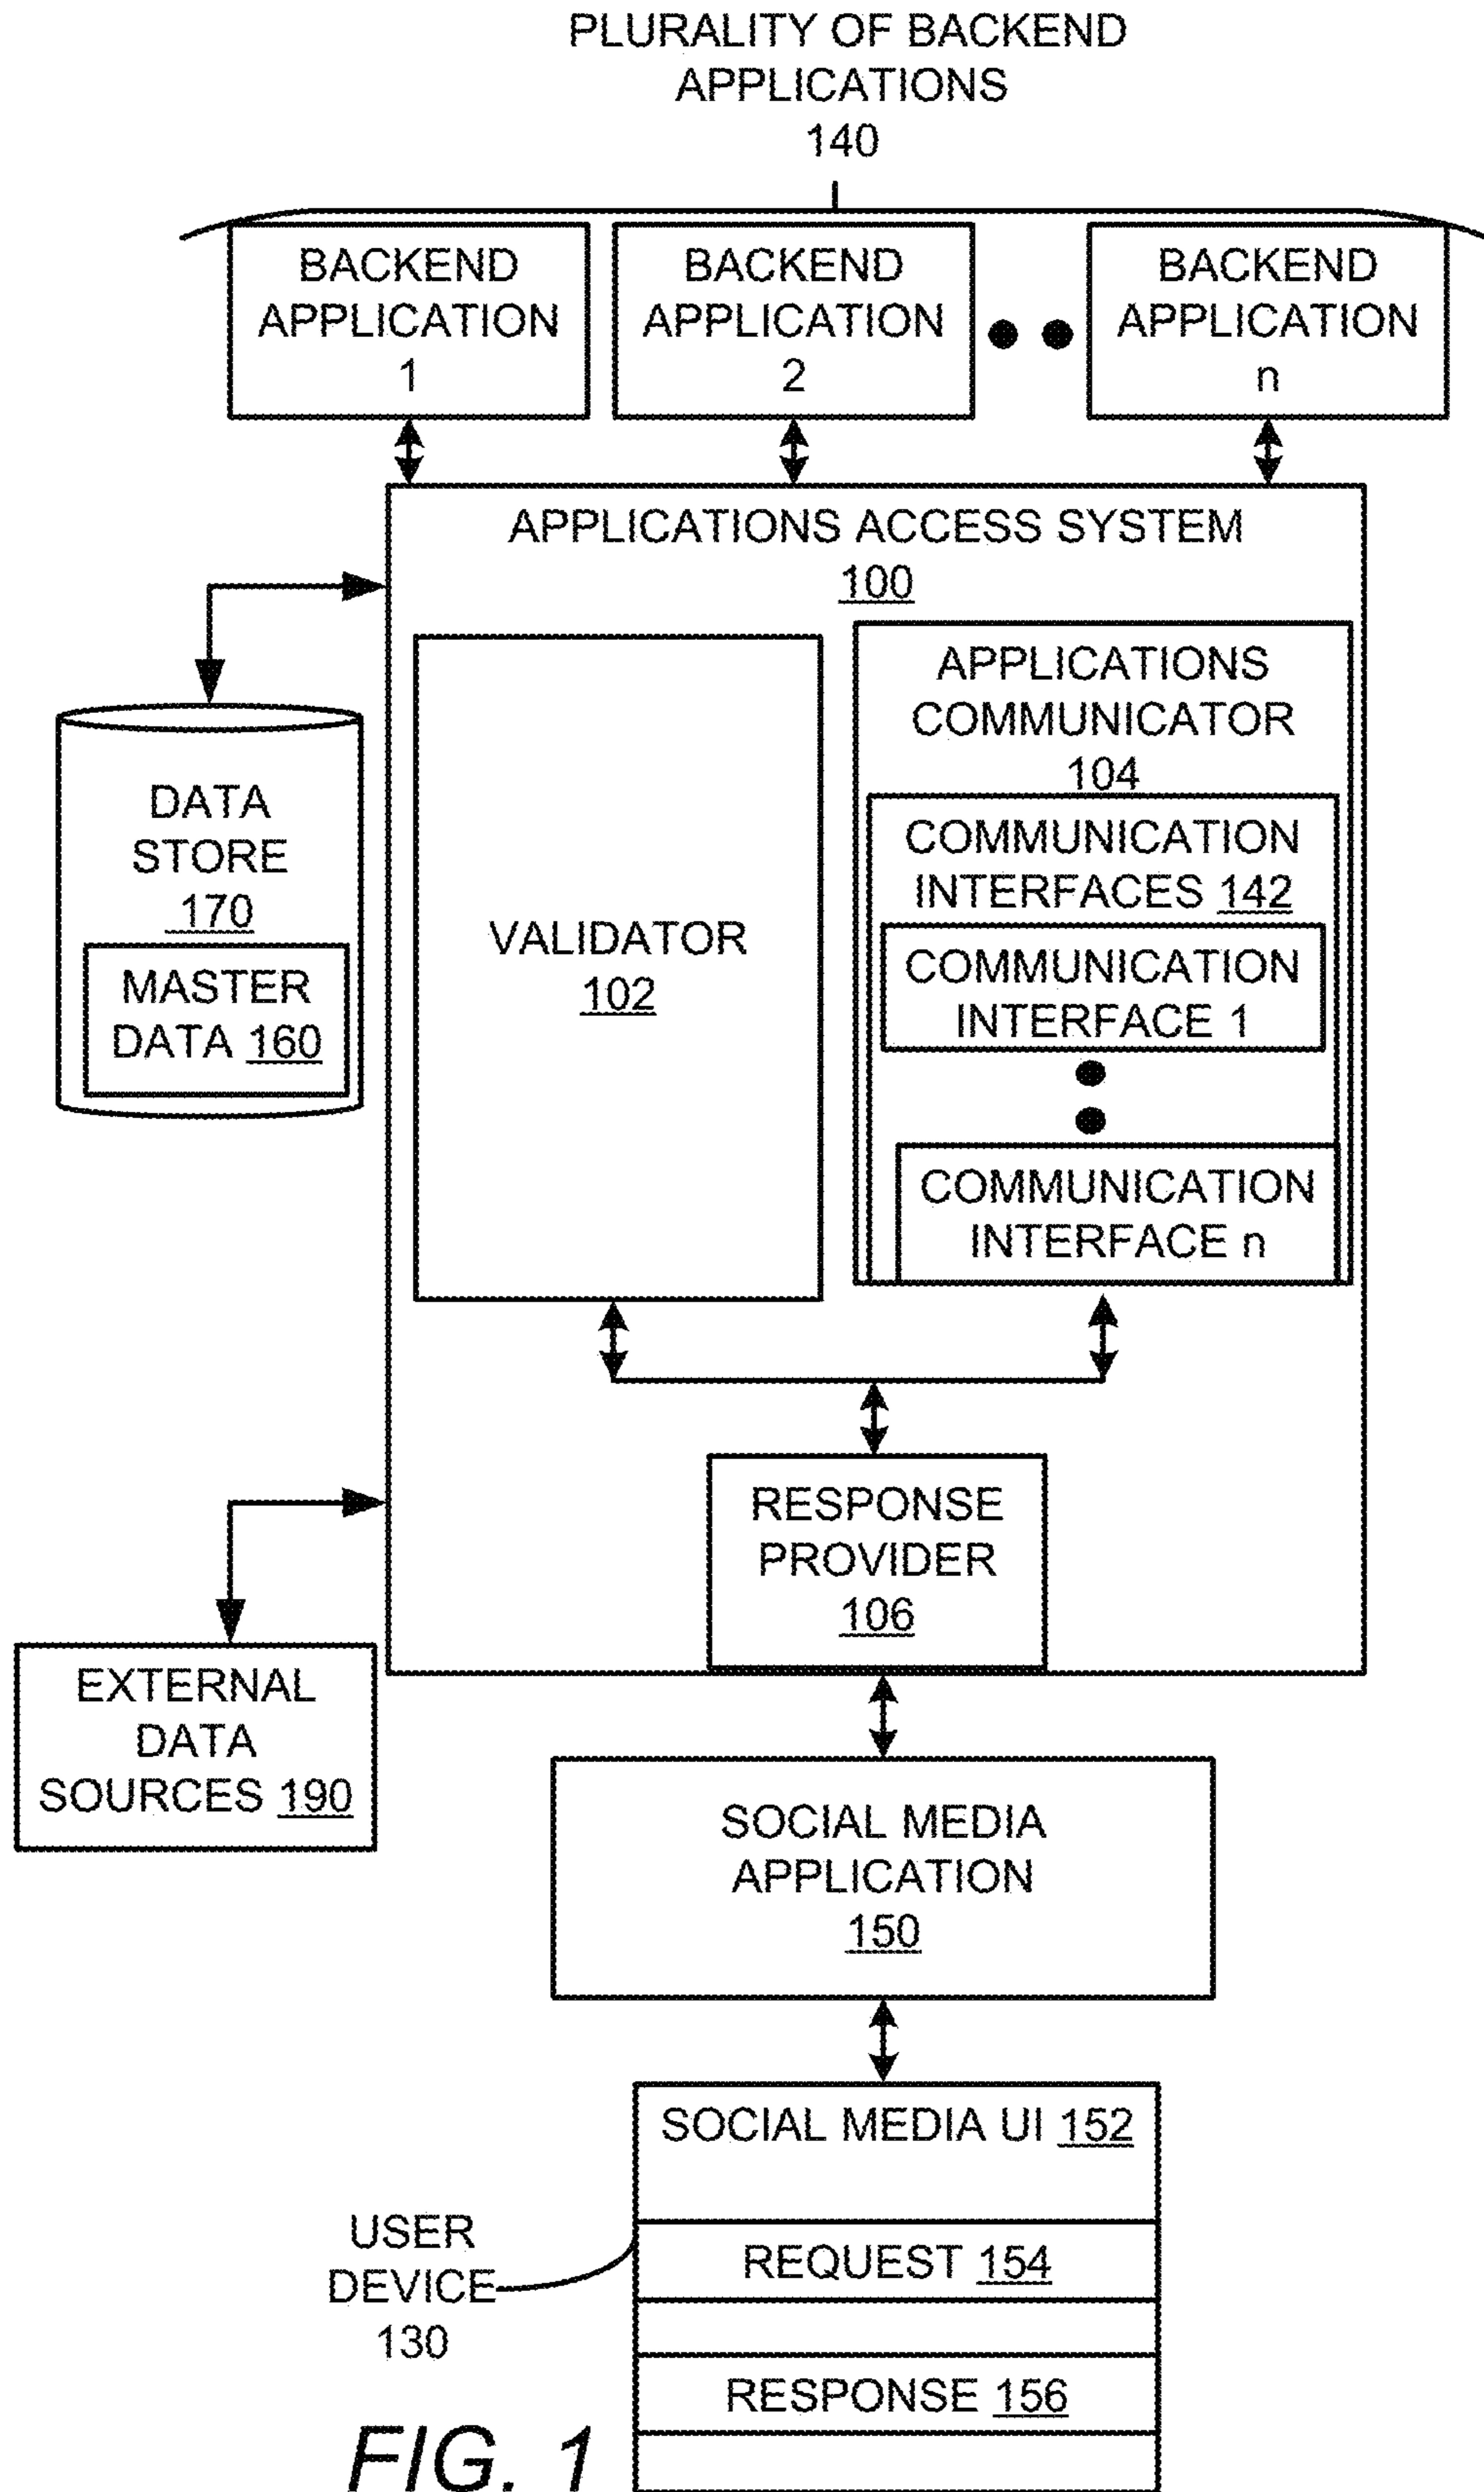 PLURALITY OF BACKEND
APPLICATIONS
140
BACKEND
APPLICATION
1
BACKEND
APPLICATION
2
BACKEND
APPLICATION
n
APPLICATIONS ACCESS SYSTEM
100
DATA
STORE
170
MASTER
DATA 160
VALIDATOR
102
APPLICATIONS
COMMUNICATOR
104
COMMUNICATION
INTERFACES 142
COMMUNICATION
INTERFACE 1
COMMUNICATION
INTERFACE n
RESPONSE
PROVIDER
106
EXTERNAL
DATA
SOURCES 190
SOCIAL MEDIA
APPLICATION
150
SOCIAL MEDIA UI 152
USER
DEVICE
130
REQUEST 154
RESPONSE 156
FIG. 1